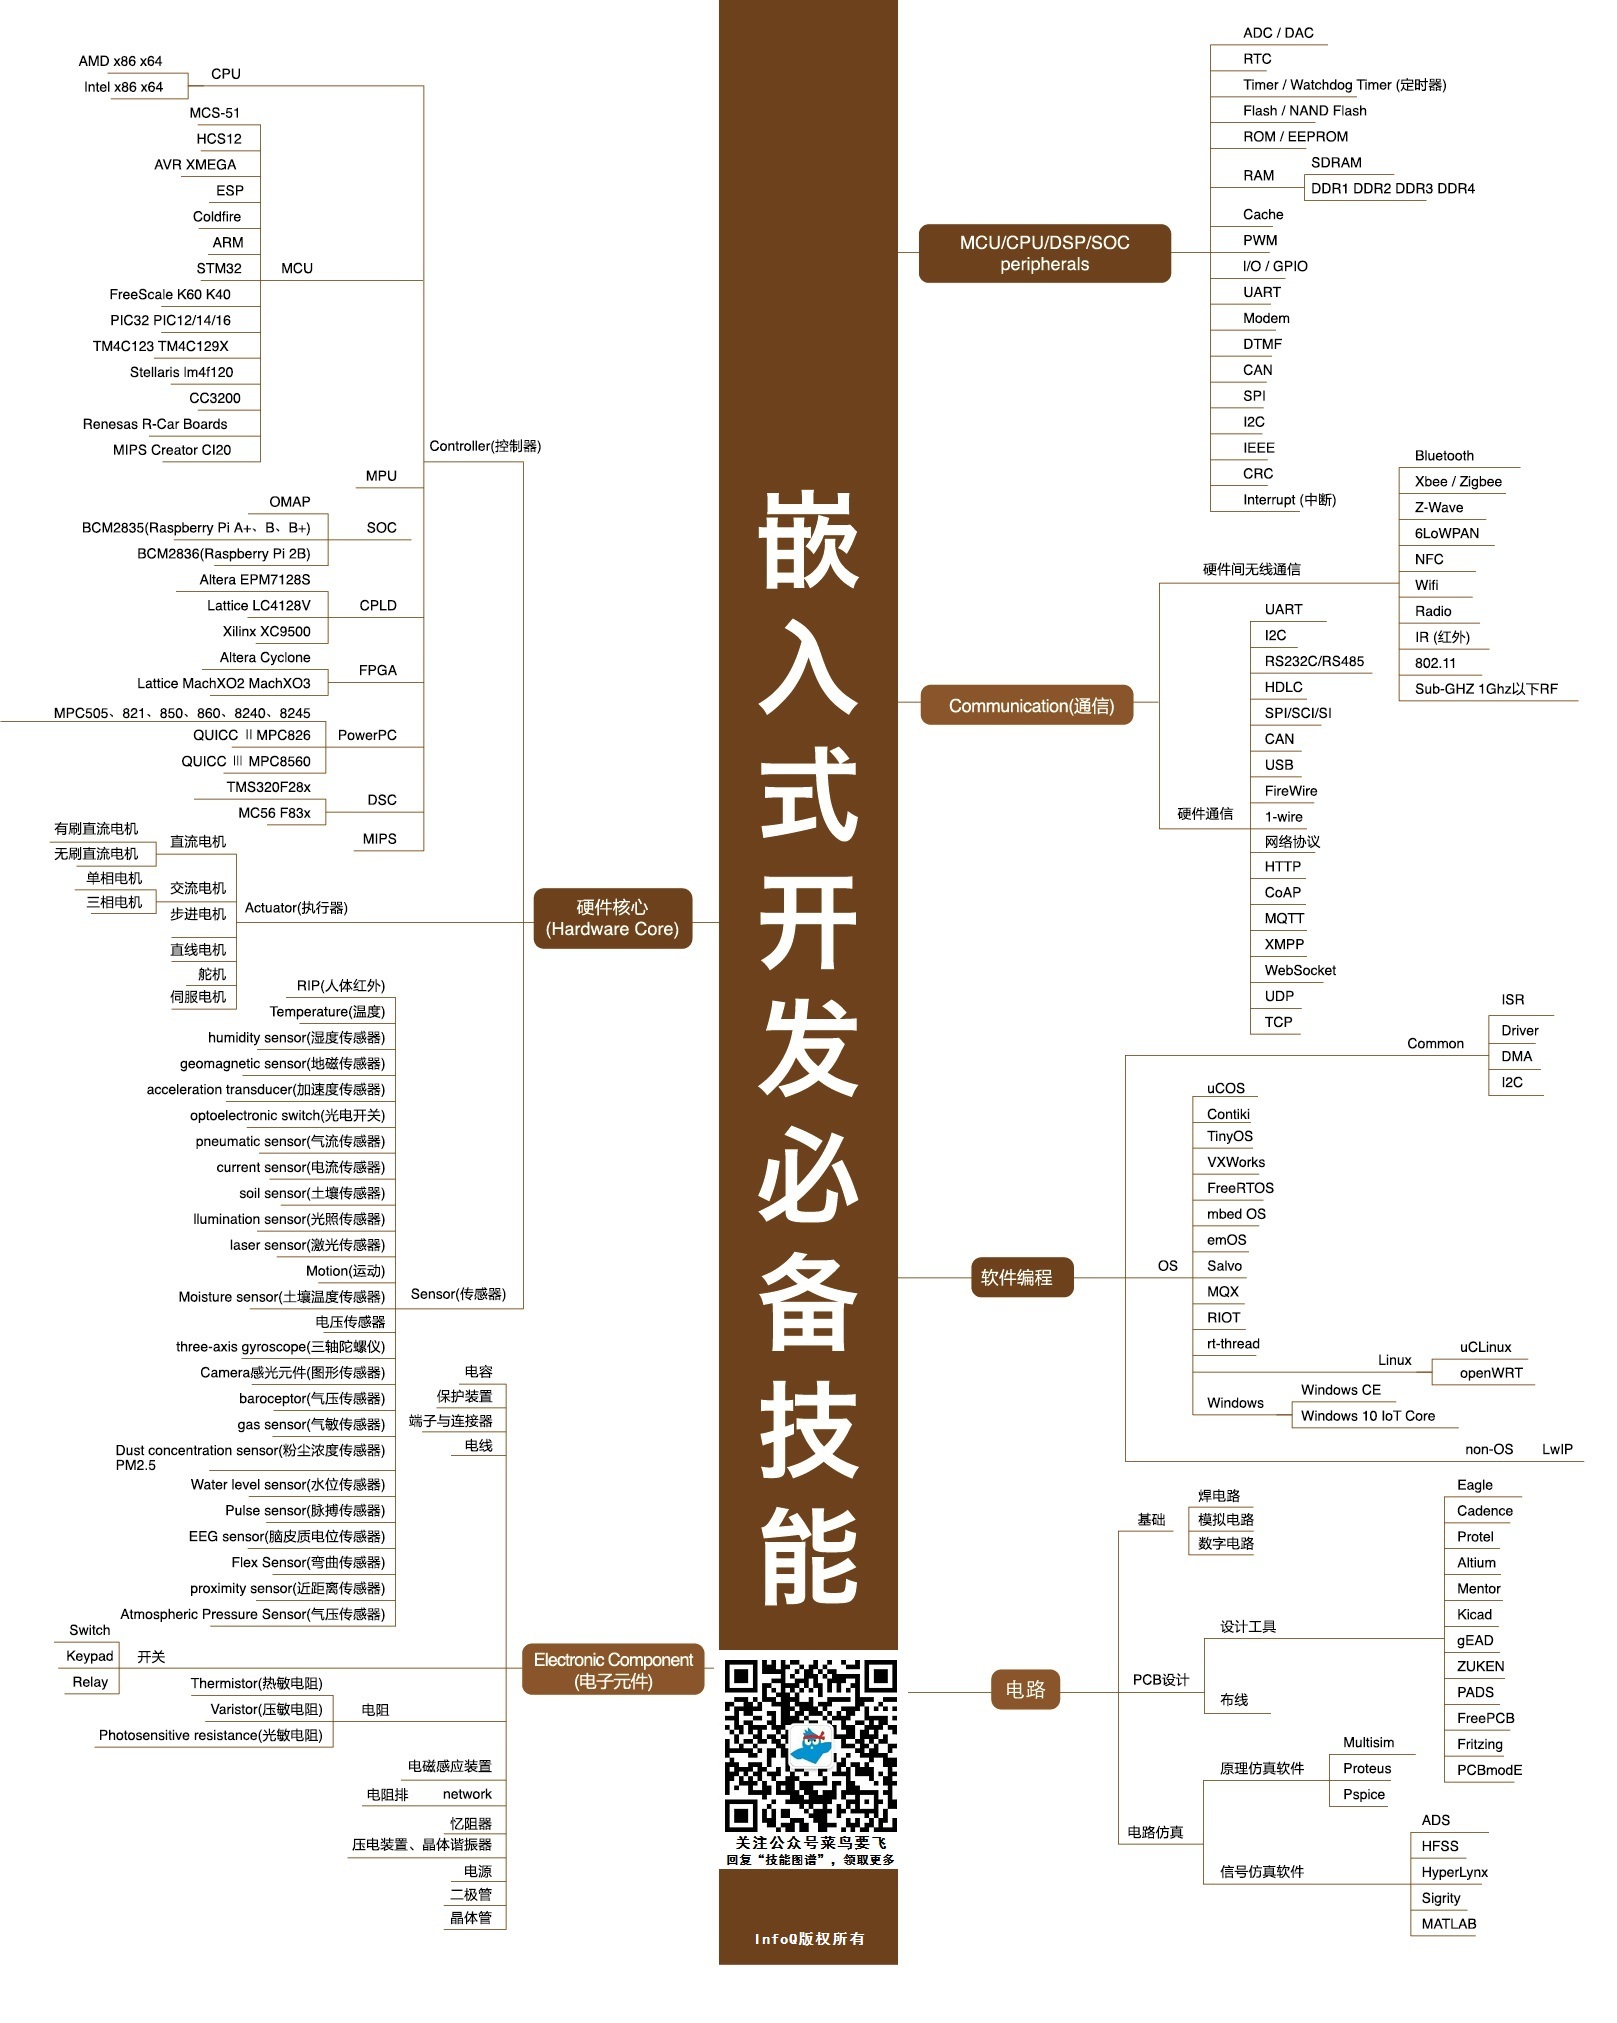 嵌入式开发必备技能
AMD x86 x64
Intel x86 x64
CPU
MCS-51
HCS12
AVR XMEGA
ESP
Coldfire
ARM
STM32
MCU
FreeScale K60 K40
PIC32 PIC12/14/16
TM4C123 TM4C129X
Stellaris lm4f120
CC3200
Renesas R-Car Boards
MIPS Creator CI20
Controller(控制器)
MPU
OMAP
BCM2835(Raspberry Pi A+、B、B+)
SOC
BCM2836(Raspberry Pi 2B)
Altera EPM7128S
Lattice LC4128V
CPLD
Xilinx XC9500
Altera Cyclone
FPGA
Lattice MachXO2 MachXO3
MPC505、821、850、860、8240、8245
QUICC Ⅱ MPC826
PowerPC
QUICC Ⅲ MPC8560
TMS320F28x
DSC
MC56 F83x
MIPS
有刷直流电机
直流电机
无刷直流电机
单相电机
交流电机
三相电机
步进电机
Actuator(执行器)
直线电机
舵机
伺服电机
硬件核心
(Hardware Core)
RIP(人体红外)
Temperature(温度)
humidity sensor(湿度传感器)
geomagnetic sensor(地磁传感器)
acceleration transducer(加速度传感器)
optoelectronic switch(光电开关)
pneumatic sensor(气流传感器)
current sensor(电流传感器)
soil sensor(土壤传感器)
llumination sensor(光照传感器)
laser sensor(激光传感器)
Motion(运动)
Moisture sensor(土壤温度传感器)
Sensor(传感器)
电压传感器
three-axis gyroscope(三轴陀螺仪)
Camera感光元件(图形传感器)
baroceptor(气压传感器)
gas sensor(气敏传感器)
Dust concentration sensor(粉尘浓度传感器)
PM2.5
Water level sensor(水位传感器)
Pulse sensor(脉搏传感器)
EEG sensor(脑皮质电位传感器)
Flex Sensor(弯曲传感器)
proximity sensor(近距离传感器)
Atmospheric Pressure Sensor(气压传感器)
电容
保护装置
端子与连接器
电线
Switch
Keypad
开关
Relay
Electronic Component
(电子元件)
Thermistor(热敏电阻)
Varistor(压敏电阻)
电阻
Photosensitive resistance(光敏电阻)
电磁感应装置
电阻排 network
忆阻器
压电装置、晶体谐振器
电源
二极管
晶体管
ADC / DAC
RTC
Timer / Watchdog Timer (定时器)
Flash / NAND Flash
ROM / EEPROM
RAM
SDRAM
DDR1 DDR2 DDR3 DDR4
Cache
PWM
MCU/CPU/DSP/SOC
peripherals
I/O / GPIO
UART
Modem
DTMF
CAN
SPI
I2C
IEEE
CRC
Interrupt (中断)
Bluetooth
Xbee / Zigbee
Z-Wave
6LoWPAN
NFC
硬件间无线通信
Wifi
Radio
IR (红外)
802.11
Sub-GHZ 1Ghz以下RF
Communication(通信)
UART
I2C
RS232C/RS485
HDLC
SPI/SCI/SI
CAN
USB
FireWire
硬件通信
1-wire
网络协议
HTTP
CoAP
MQTT
XMPP
WebSocket
UDP
TCP
Common
ISR
Driver
DMA
I2C
uCOS
Contiki
TinyOS
VXWorks
FreeRTOS
mbed OS
emOS
软件编程
OS
Salvo
MQX
RIOT
rt-thread
Linux
uCLinux
openWRT
Windows
Windows CE
Windows 10 IoT Core
non-OS LwIP
基础
焊电路
模拟电路
数字电路
Eagle
Cadence
Protel
Altium
Mentor
Kicad
设计工具
gEAD
ZUKEN
PADS
FreePCB
Fritzing
PCBmodE
电路
PCB设计
布线
Multisim
原理仿真软件
Proteus
Pspice
电路仿真
ADS
HFSS
信号仿真软件
HyperLynx
Sigrity
MATLAB
关注公众号菜鸟要飞
回复“技能图谱”，领取更多
InfoQ版权所有